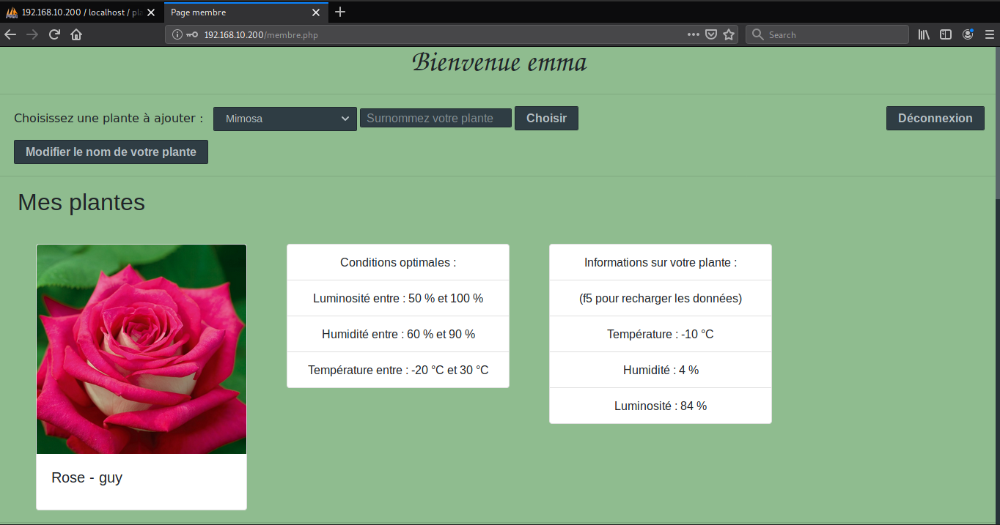 192.168.10.200 / localhost / pla
Page membre
192.168.10.200/membre.php
Search
Bienvenue emma
Choisissez une plante à ajouter :
Mimosa
Surnommez votre plante
Choisir
Déconnexion
Modifier le nom de votre plante
Mes plantes
Conditions optimales :
Luminosité entre : 50 % et 100 %
Humidité entre : 60 % et 90 %
Température entre : -20 °C et 30 °C
Informations sur votre plante :
(f5 pour recharger les données)
Température : -10 °C
Humidité : 4 %
Luminosité : 84 %
Rose - guy